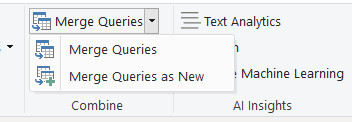 Merge Queries
Text Analytics
Merge Queries
Merge Queries as New
Machine Learning
Combine
AI Insights